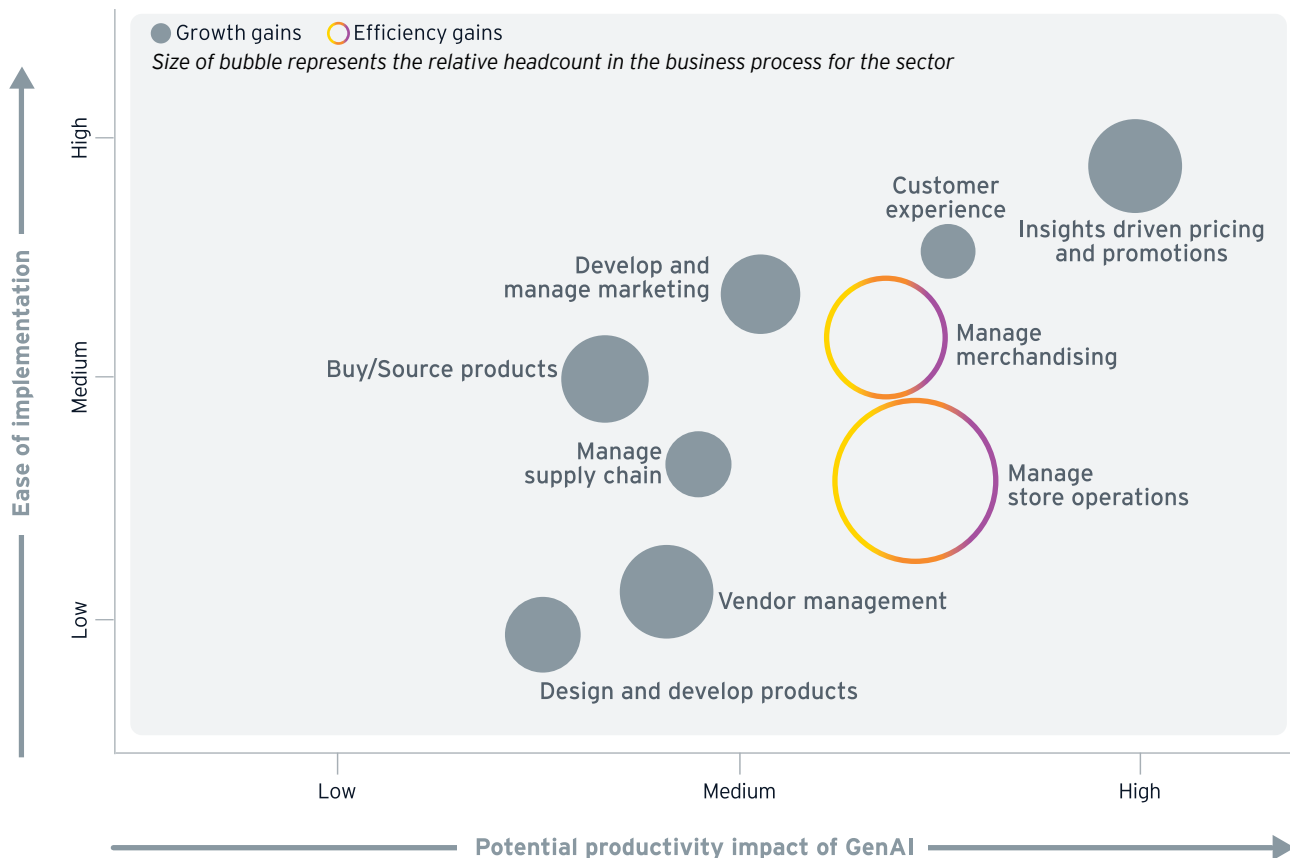 Growth gains
Efficiency gains
Size of bubble represents the relative headcount in the business process for the sector
Ease of implementation
High
Medium
Low
Customer
experience
Insights driven pricing
and promotions
Develop and
manage marketing
Manage
merchandising
Buy/Source products
Manage
supply chain
Manage
store operations
Vendor management
Design and develop products
Low
Medium
High
Potential productivity impact of GenAI